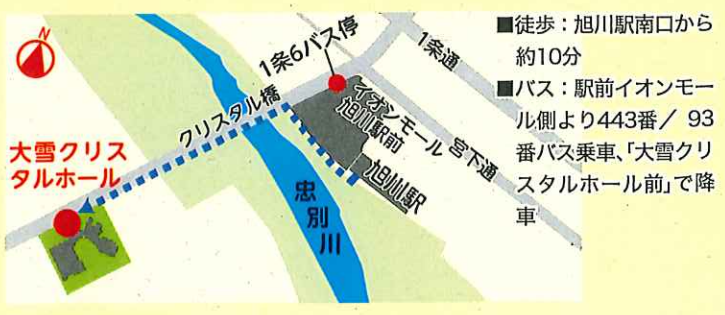 N
1条6バス停
1条通
クリスタル橋
イオンモール
旭川駅前
宮下通
旭川駅
大雪クリス
タルホール
忠別川
■徒歩：旭川駅南口から
約10分
■バス：駅前イオンモー
ル側より443番／ 93
番バス乗車、「大雪クリ
スタルホール前」で降
車